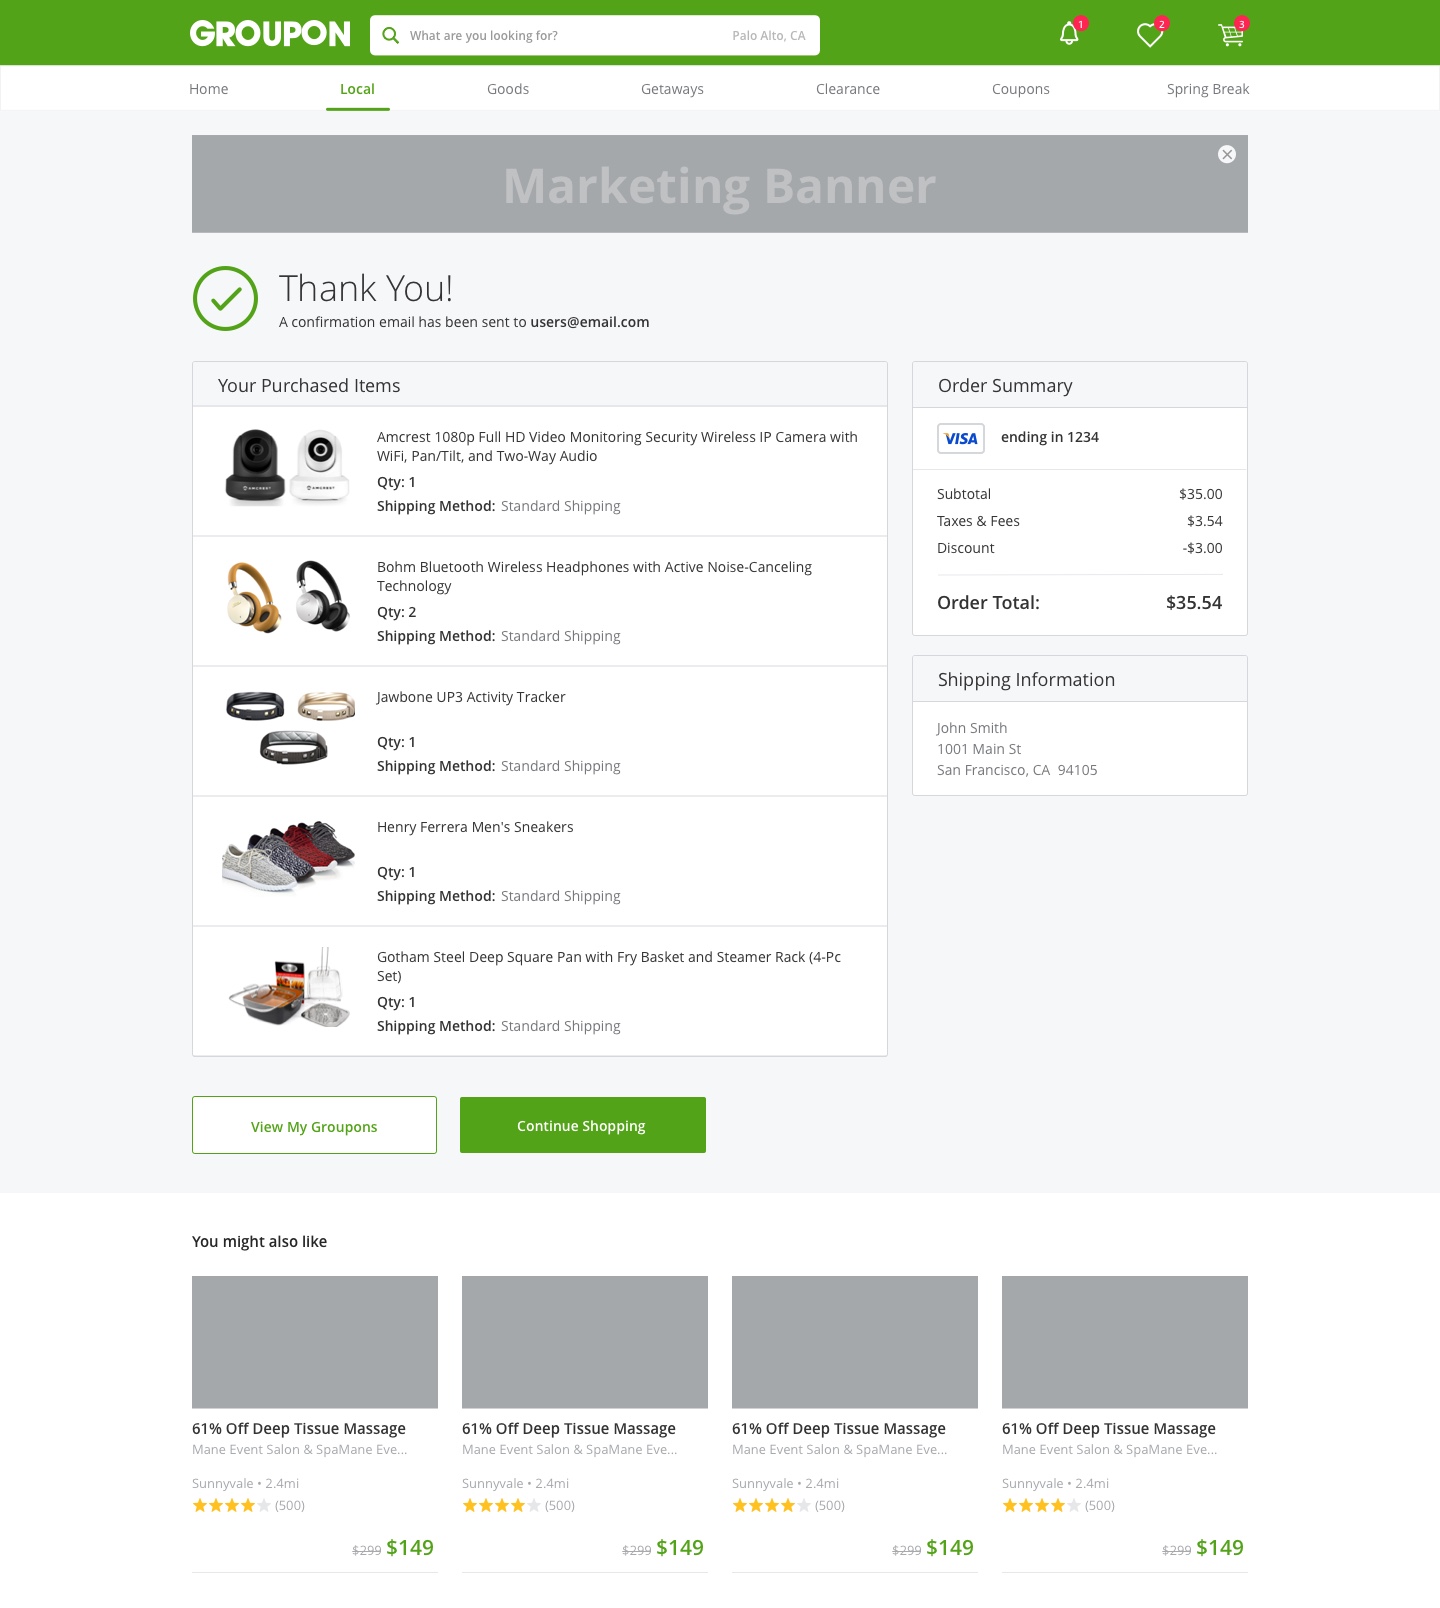 GROUPON
What are you looking for?
Palo Alto, CA
1
2
3
Home
Local
Goods
Getaways
Clearance
Coupons
Spring Break
Marketing Banner
Thank You!
A confirmation email has been sent to users@email.com
Your Purchased Items
AMCREST
AMCREST
Amcrest 1080p Full HD Video Monitoring Security Wireless IP Camera with
WiFi, Pan/Tilt, and Two-Way Audio
Qty: 1
Shipping Method: Standard Shipping
Bohm Bluetooth Wireless Headphones with Active Noise-Canceling
Technology
Qty: 2
Shipping Method: Standard Shipping
Jawbone UP3 Activity Tracker
Qty: 1
Shipping Method: Standard Shipping
Henry Ferrera Men's Sneakers
Qty: 1
Shipping Method: Standard Shipping
Gotham Steel Deep Square Pan with Fry Basket and Steamer Rack (4-Pc
Set)
Qty: 1
Shipping Method: Standard Shipping
Order Summary
VISA
ending in 1234
Subtotal $35.00
Taxes & Fees $3.54
Discount -$3.00
Order Total: $35.54
Shipping Information
John Smith
1001 Main St
San Francisco, CA 94105
View My Groupons
Continue Shopping
You might also like
61% Off Deep Tissue Massage
Mane Event Salon & SpaMane Eve...
Sunnyvale • 2.4mi
(500)
$299 $149
61% Off Deep Tissue Massage
Mane Event Salon & SpaMane Eve...
Sunnyvale • 2.4mi
(500)
$299 $149
61% Off Deep Tissue Massage
Mane Event Salon & SpaMane Eve...
Sunnyvale • 2.4mi
(500)
$299 $149
61% Off Deep Tissue Massage
Mane Event Salon & SpaMane Eve...
Sunnyvale • 2.4mi
(500)
$299 $149